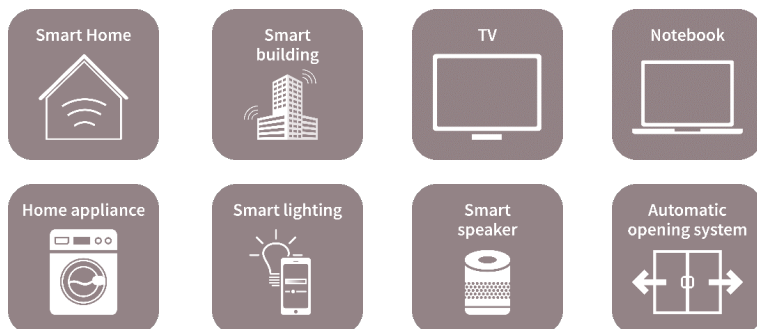 Smart Home
Smart
building
TV
Notebook
Home appliance
Smart lighting
Smart
speaker
Automatic
opening system